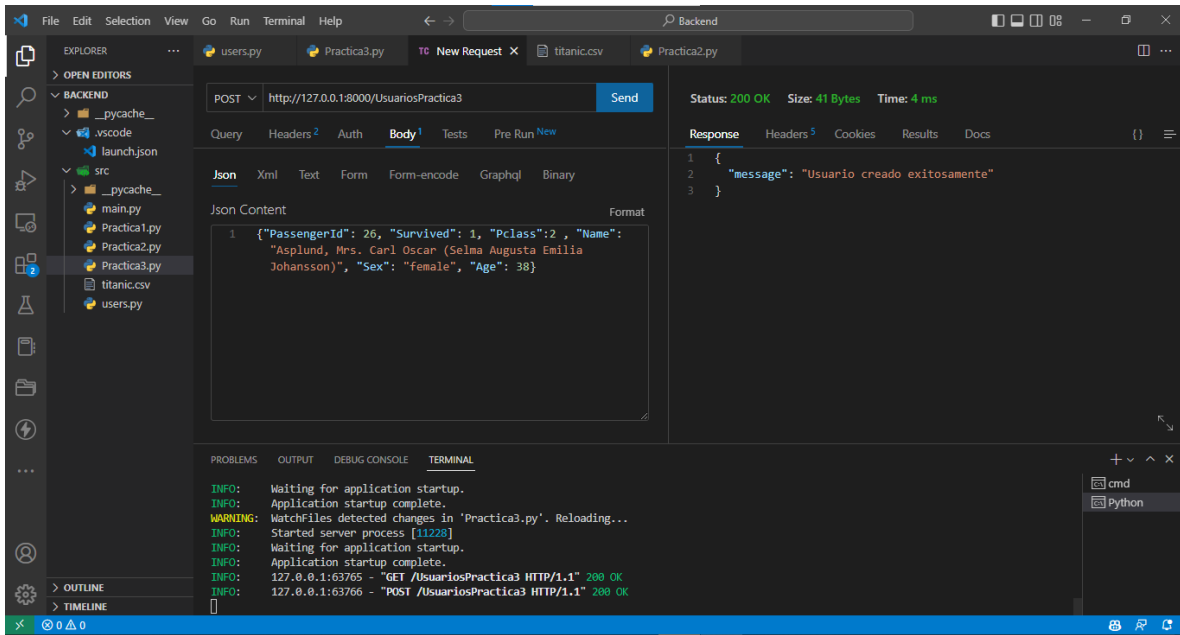 File Edit Selection View Go Run Terminal Help
Backend
EXPLORER
users.py
Practica3.py
TC New Request
titanic.csv
Practica2.py
OPEN EDITORS
BACKEND
__pycache__
.vscode
launch.json
src
__pycache__
main.py
Practica1.py
Practica2.py
Practica3.py
titanic.csv
users.py
OUTLINE
TIMELINE
2
POST http://127.0.0.1:8000/UsuariosPractica3 Send
Query Headers 2 Auth Body 1 Tests Pre Run New
Json Xml Text Form Form-encode Graphql Binary
Json Content
Format
1 {"PassengerId": 26, "Survived": 1, "Pclass":2 , "Name":
"Asplund, Mrs. Carl Oscar (Selma Augusta Emilia
Johansson)", "Sex": "female", "Age": 38}
Status: 200 OK Size: 41 Bytes Time: 4 ms
Response Headers 5 Cookies Results Docs {}
1 {
2 "message": "Usuario creado exitosamente"
3 }
PROBLEMS OUTPUT DEBUG CONSOLE TERMINAL
INFO: Waiting for application startup.
INFO: Application startup complete.
WARNING: WatchFiles detected changes in 'Practica3.py'. Reloading...
INFO: Started server process [11228]
INFO: Waiting for application startup.
INFO: Application startup complete.
INFO: 127.0.0.1:63765 - "GET /UsuariosPractica3 HTTP/1.1" 200 OK
INFO: 127.0.0.1:63766 - "POST /UsuariosPractica3 HTTP/1.1" 200 OK
cmd
Python
0 0